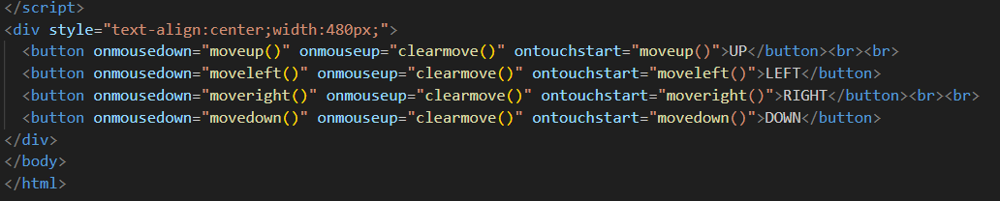 </script>
<div style="text-align:center;width:480px;">
<button onmousedown="moveup()" onmouseup="clearmove()" ontouchstart="moveup()">UP</button><br><br>
<button onmousedown="moveleft()" onmouseup="clearmove()" ontouchstart="moveleft()">LEFT</button>
<button onmousedown="moveright()" onmouseup="clearmove()" ontouchstart="moveright()">RIGHT</button><br><br>
<button onmousedown="movedown()" onmouseup="clearmove()" ontouchstart="movedown()">DOWN</button>
</div>
</body>
</html>